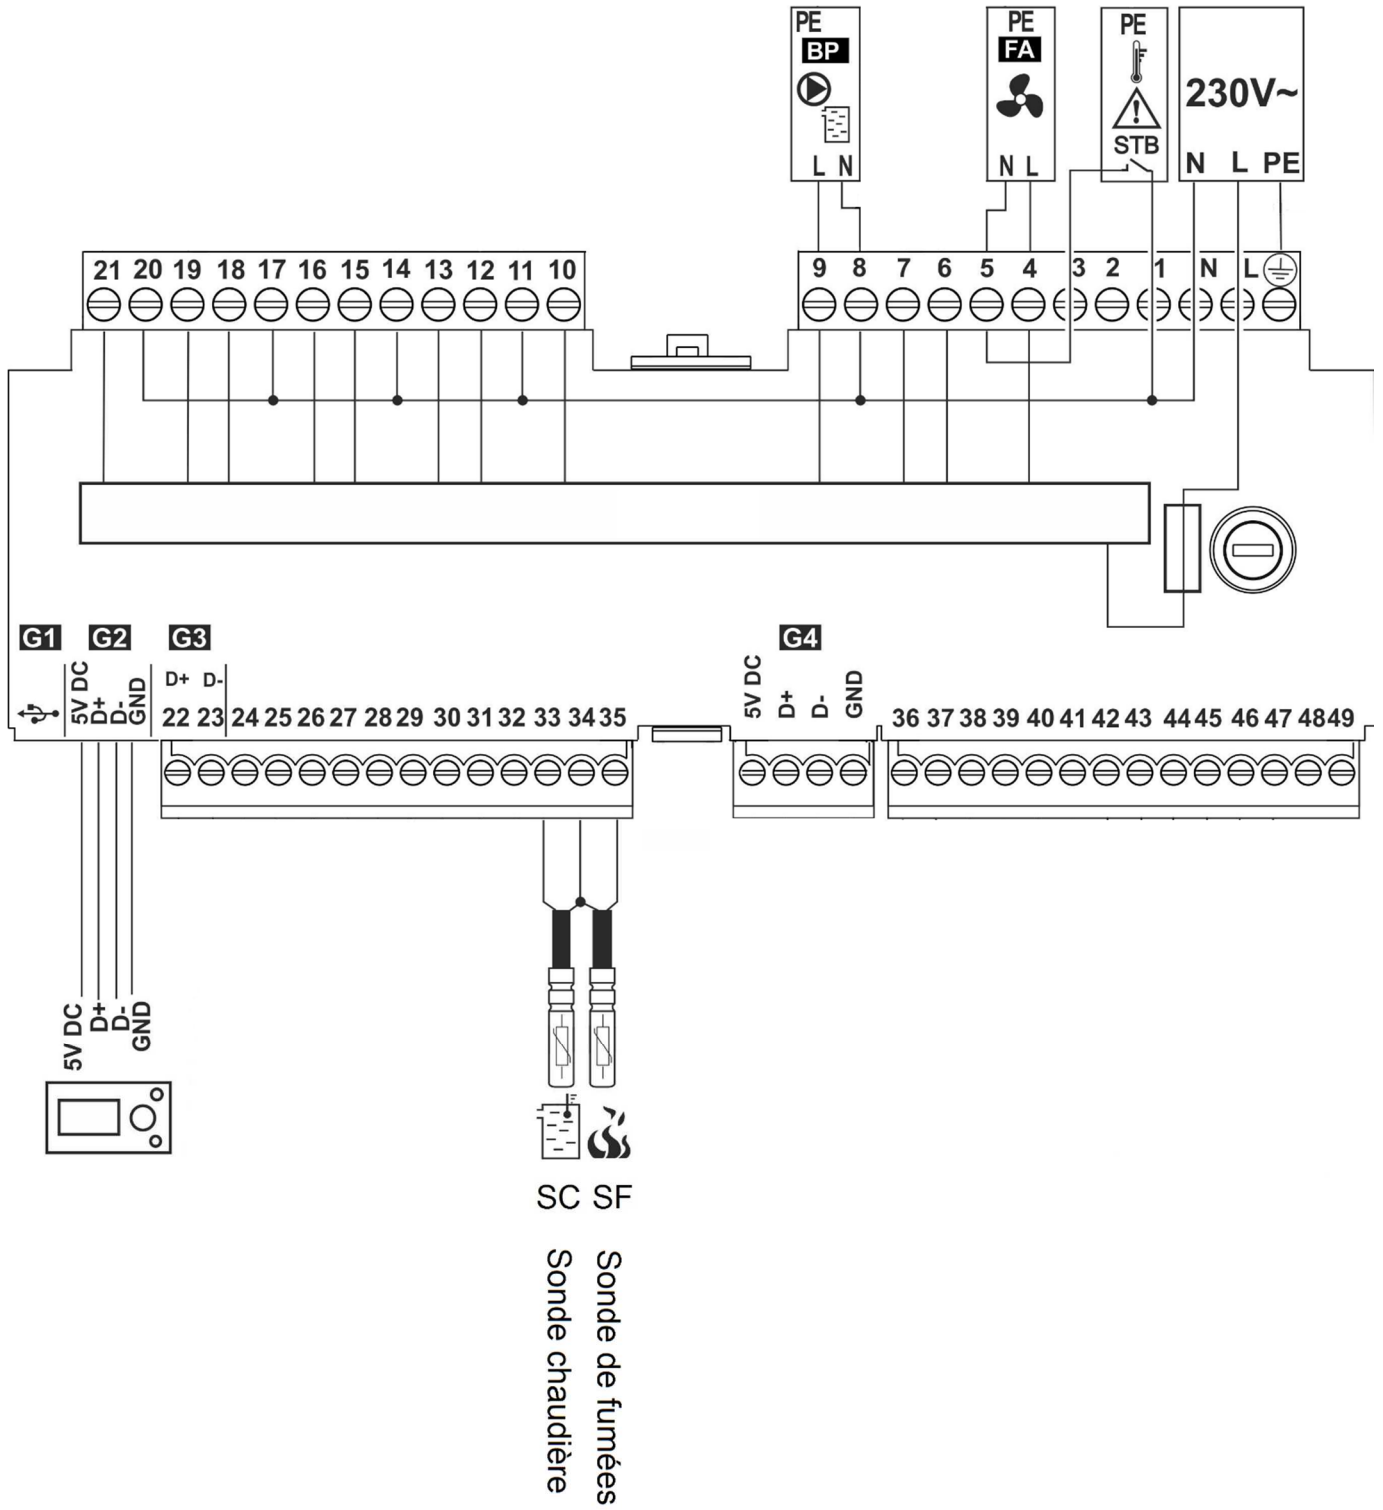 PE
BP
L N
PE
FA
N L
PE
STB
230V~
N L PE
21 20 19 18 17 16 15 14 13 12 11 10
9 8 7 6 5 4 3 2 1 N L
G1 G2 G3
5V DC
D+
D-
GND
D+ D-
22 23 24 25 26 27 28 29 30 31 32 33 34 35
G4
5V DC
D+
D-
GND
36 37 38 39 40 41 42 43 44 45 46 47 48 49
5V DC
D+
D-
GND
SC SF
Sonde chaudière
Sonde de fumées